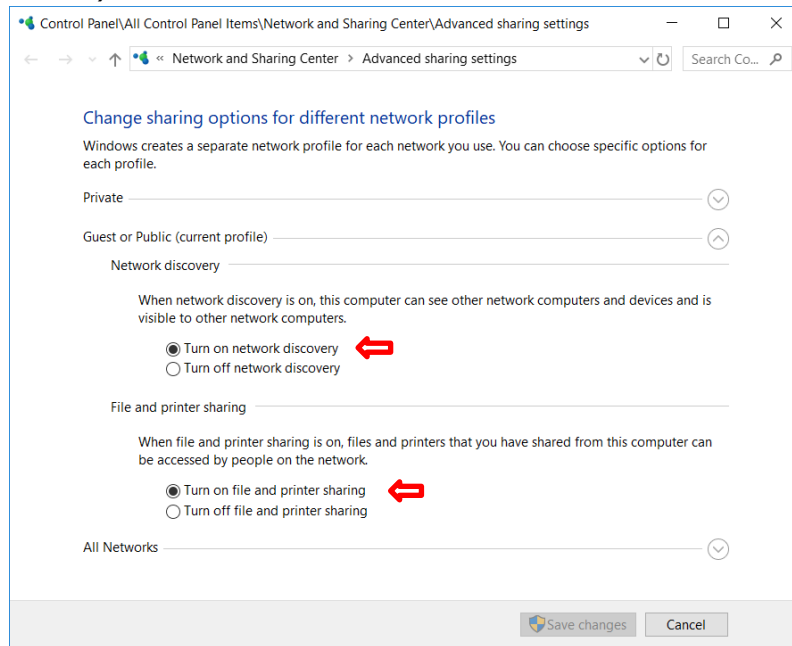 Control Panel\All Control Panel Items\Network and Sharing Center\Advanced sharing settings
« Network and Sharing Center > Advanced sharing settings
Search Co...
Change sharing options for different network profiles
Windows creates a separate network profile for each network you use. You can choose specific options for
each profile.
Private
Guest or Public (current profile)
Network discovery
When network discovery is on, this computer can see other network computers and devices and is
visible to other network computers.
Turn on network discovery
Turn off network discovery
File and printer sharing
When file and printer sharing is on, files and printers that you have shared from this computer can
be accessed by people on the network.
Turn on file and printer sharing
Turn off file and printer sharing
All Networks
Save changes
Cancel